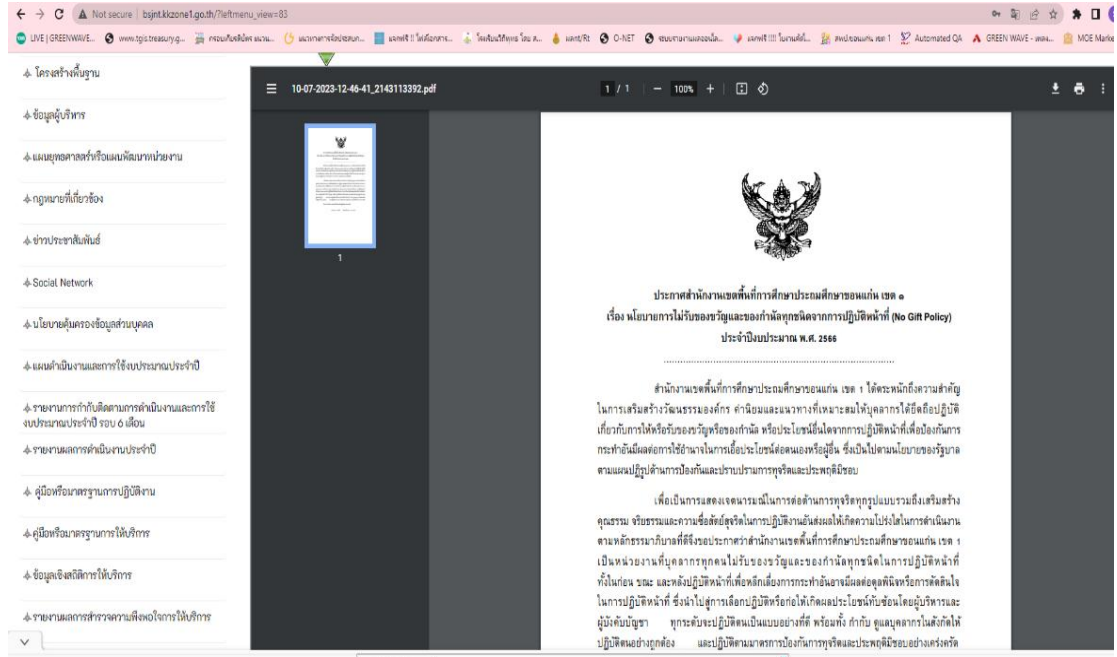 Not secure | bsjnt.kkzone1.go.th/?leftmenu_view=83
LIVE | GREENWAVE...
www.tgis.treasury.g...
O-NET
สพป.ขอนแก่น เขต 1
Automated QA
MOE Marke
โครงสร้างพื้นฐาน
ข้อมูลผู้บริหาร
แผนยุทธศาสตร์หรือแผนพัฒนาหน่วยงาน
กฎหมายที่เกี่ยวข้อง
ข่าวประชาสัมพันธ์
Social Network
นโยบายคุ้มครองข้อมูลส่วนบุคคล
แผนดำเนินงานและการใช้งบประมาณประจำปี
รายงานการกำกับติดตามการดำเนินงานและการใช้
งบประมาณประจำปี รอบ 6 เดือน
รายงานผลการดำเนินงานประจำปี
คู่มือหรือมาตรฐานการปฏิบัติงาน
คู่มือหรือมาตรฐานการให้บริการ
ข้อมูลเชิงสถิติการให้บริการ
รายงานผลการสำรวจความพึงพอใจการให้บริการ
10-07-2023-12-46-41_2143113392.pdf
1 / 1 | — 100% +
1
ประกาศสำนักงานเขตพื้นที่การศึกษาประถมศึกษาขอนแก่น เขต ๑
เรื่อง นโยบายการไม่รับของขวัญและของกำนัลทุกชนิดจากการปฏิบัติหน้าที่ (No Gift Policy)
ประจำปีงบประมาณ พ.ศ. 2566
สำนักงานเขตพื้นที่การศึกษาประถมศึกษาขอนแก่น เขต 1 ได้ตระหนักถึงความสำคัญ
ในการเสริมสร้างวัฒนธรรมองค์กร ค่านิยมและแนวทางที่เหมาะสมให้บุคลากรได้ยึดถือปฏิบัติ
เกี่ยวกับการให้หรือรับของขวัญหรือของกำนัล หรือประโยชน์อื่นใดจากการปฏิบัติหน้าที่เพื่อป้องกันการ
กระทำอันมีผลต่อการใช้อำนาจในการเอื้อประโยชน์ต่อตนเองหรือผู้อื่น ซึ่งเป็นไปตามนโยบายของรัฐบาล
ตามแผนปฏิรูปด้านการป้องกันและปราบปรามการทุจริตและประพฤติมิชอบ
เพื่อเป็นการแสดงเจตนารมณ์ในการต่อต้านการทุจริตทุกรูปแบบรวมถึงเสริมสร้าง
คุณธรรม จริยธรรมและความซื่อสัตย์สุจริตในการปฏิบัติงานอันส่งผลให้เกิดความโปร่งใสในการดำเนินงาน
ตามหลักธรรมาภิบาลที่ดีจึงขอประกาศว่าสำนักงานเขตพื้นที่การศึกษาประถมศึกษาขอนแก่น เขต 1
เป็นหน่วยงานที่บุคลากรทุกคนไม่รับของขวัญและของกำนัลทุกชนิดในการปฏิบัติหน้าที่
ทั้งในก่อน ขณะ และหลังปฏิบัติหน้าที่เพื่อหลีกเลี่ยงการกระทำอันอาจมีผลต่อดุลพินิจหรือการตัดสินใจ
ในการปฏิบัติหน้าที่ ซึ่งนำไปสู่การเลือกปฏิบัติหรือก่อให้เกิดผลประโยชน์ทับซ้อนโดยผู้บริหารและ
ผู้บังคับบัญชา ทุกระดับจะปฏิบัติตนเป็นแบบอย่างที่ดี พร้อมทั้ง กำกับ ดูแลบุคลากรในสังกัดให้
ปฏิบัติตนอย่างถูกต้อง และปฏิบัติตามมาตรการป้องกันการทุจริตและประพฤติมิชอบอย่างเคร่งครัด